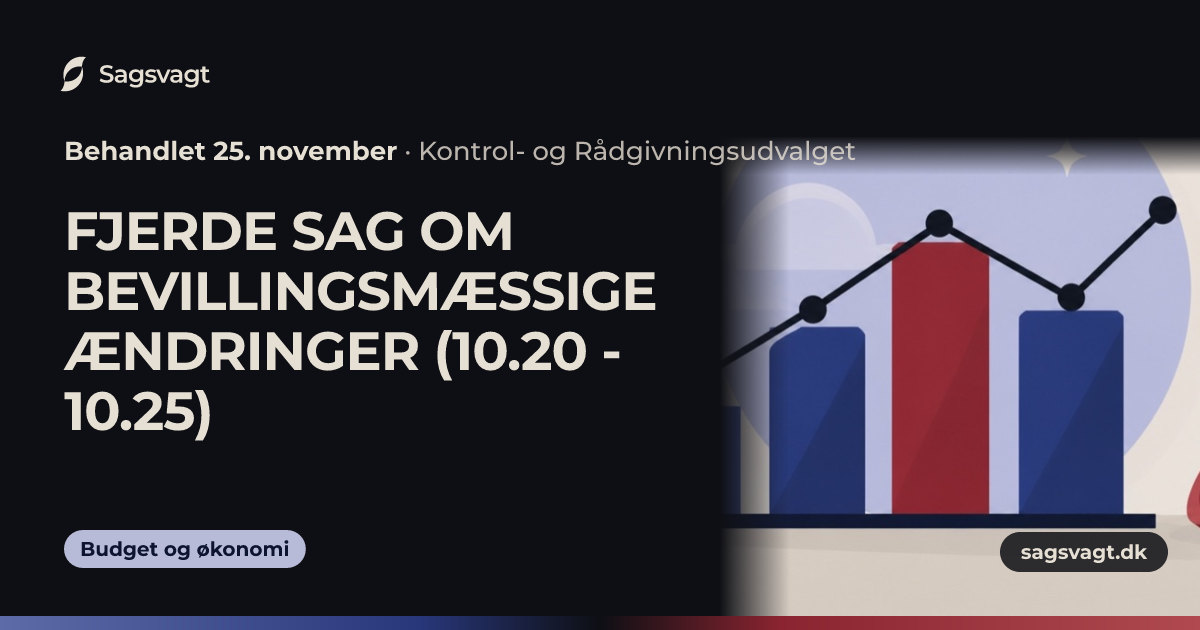 Sagsvagt
Behandlet 25. november · Kontrol- og Rådgivningsudvalget
FJERDE SAG OM
BEVILLINGSMÆSSIGE
ÆNDRINGER (10.20 -
10.25)
Budget og økonomi
sagsvagt.dk